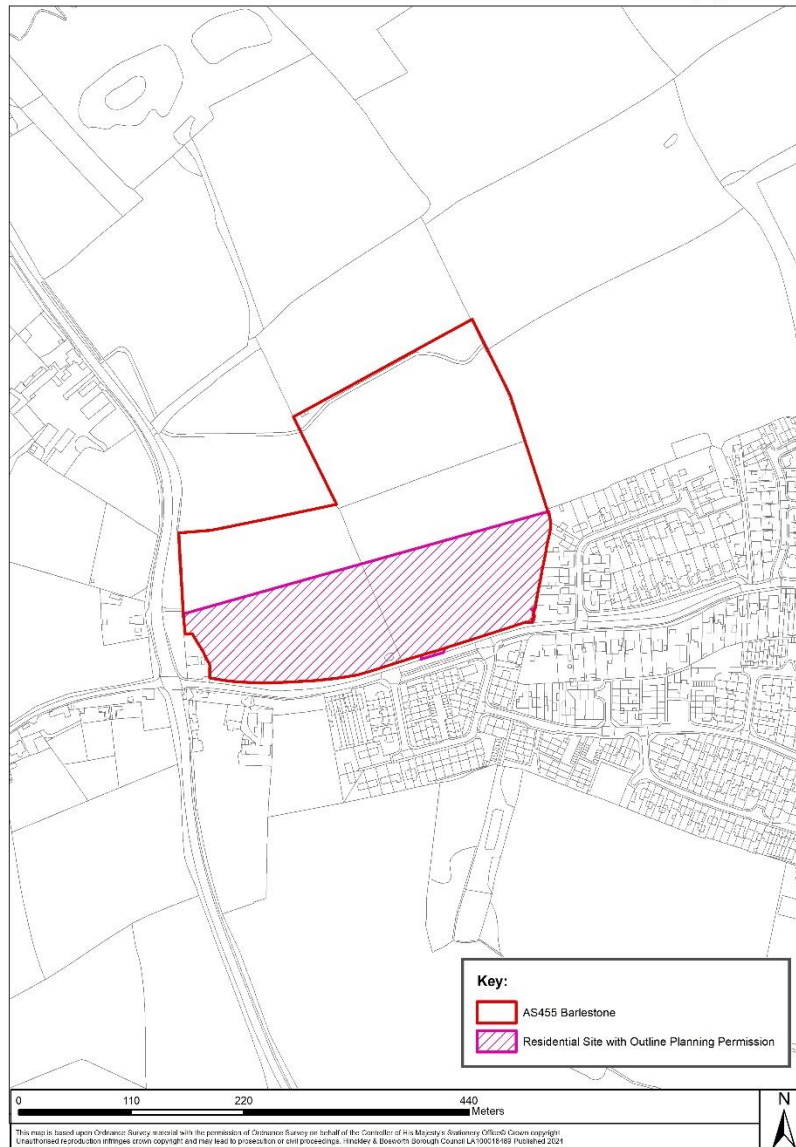 Key:
AS455 Barlestone
Residential Site with Outline Planning Permission
0 110 220 440
Meters
N
This map is based upon Ordnance Survey material with the permission of Ordnance Survey on behalf of the Controller of His Majesty's Stationery Office© Crown copyright
Unauthorised reproduction infringes crown copyright and may lead to prosecution or civil proceedings. Hinckley & Bosworth Borough Council LA100018489 Published 2024